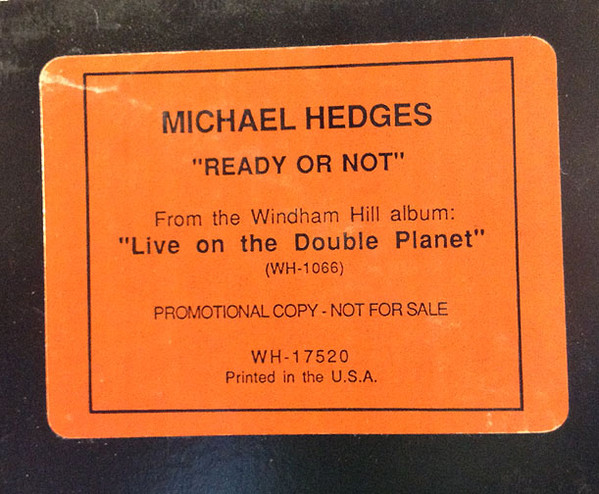 MICHAEL HEDGES
"READY OR NOT"
From the Windham Hill album:
"Live on the Double Planet"
(WH-1066)
PROMOTIONAL COPY - NOT FOR SALE
WH-17520
Printed in the U.S.A.